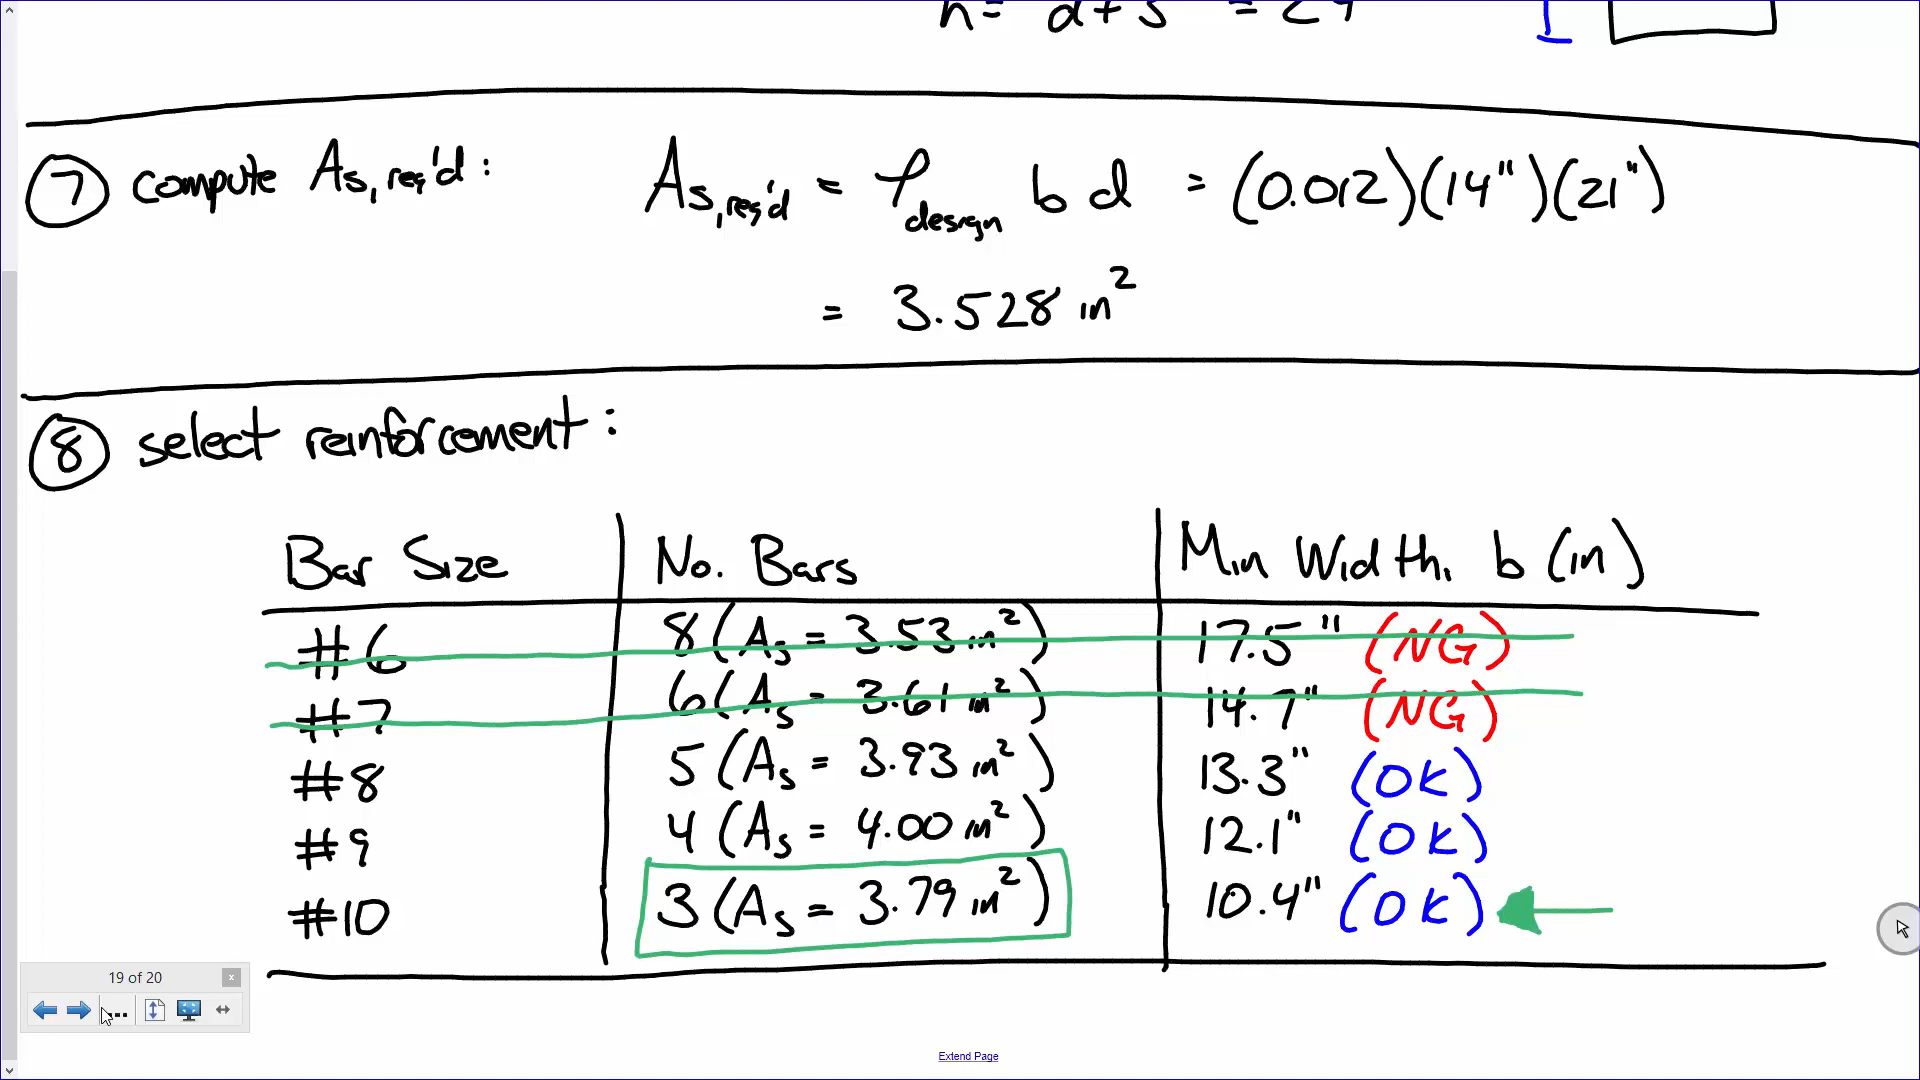 h = d + 3" = 24"
⑦ compute As,req'd: As,req'd = ρdesign b d = (0.012)(14")(21")
= 3.528 in²
⑧ select reinforcement:
Bar Size No. Bars Min Width, b (in)
#6 8 (As = 3.53 in²) 17.5" (NG)
#7 6 (As = 3.61 in²) 14.7" (NG)
#8 5 (As = 3.93 in²) 13.3" (OK)
#9 4 (As = 4.00 in²) 12.1" (OK)
#10 3 (As = 3.79 in²) 10.4" (OK)
19 of 20
Extend Page